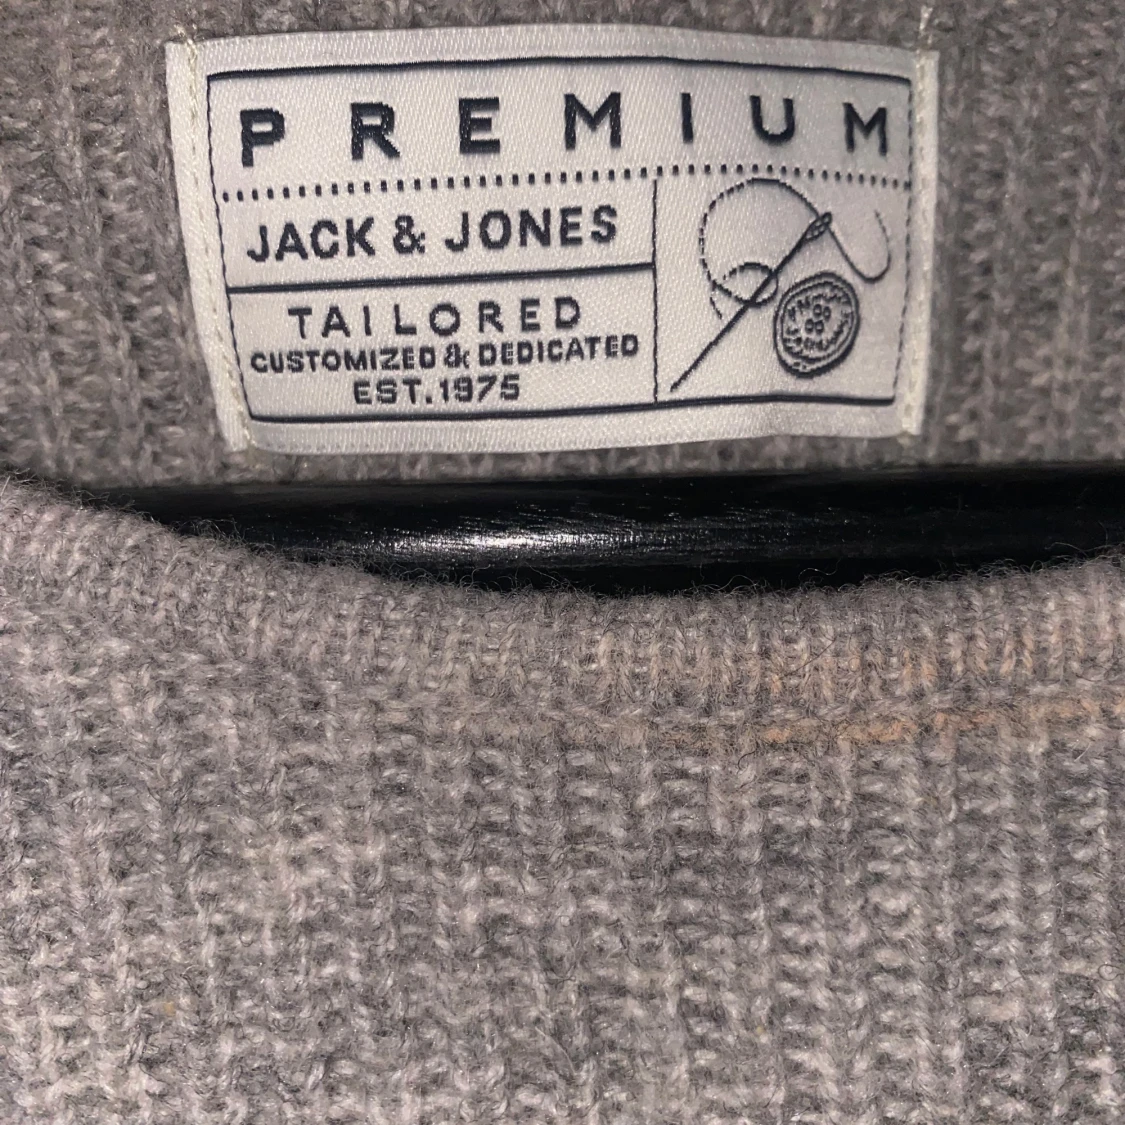 PREMIUM
JACK & JONES
TAILORED
CUSTOMIZED & DEDICATED
EST.1975